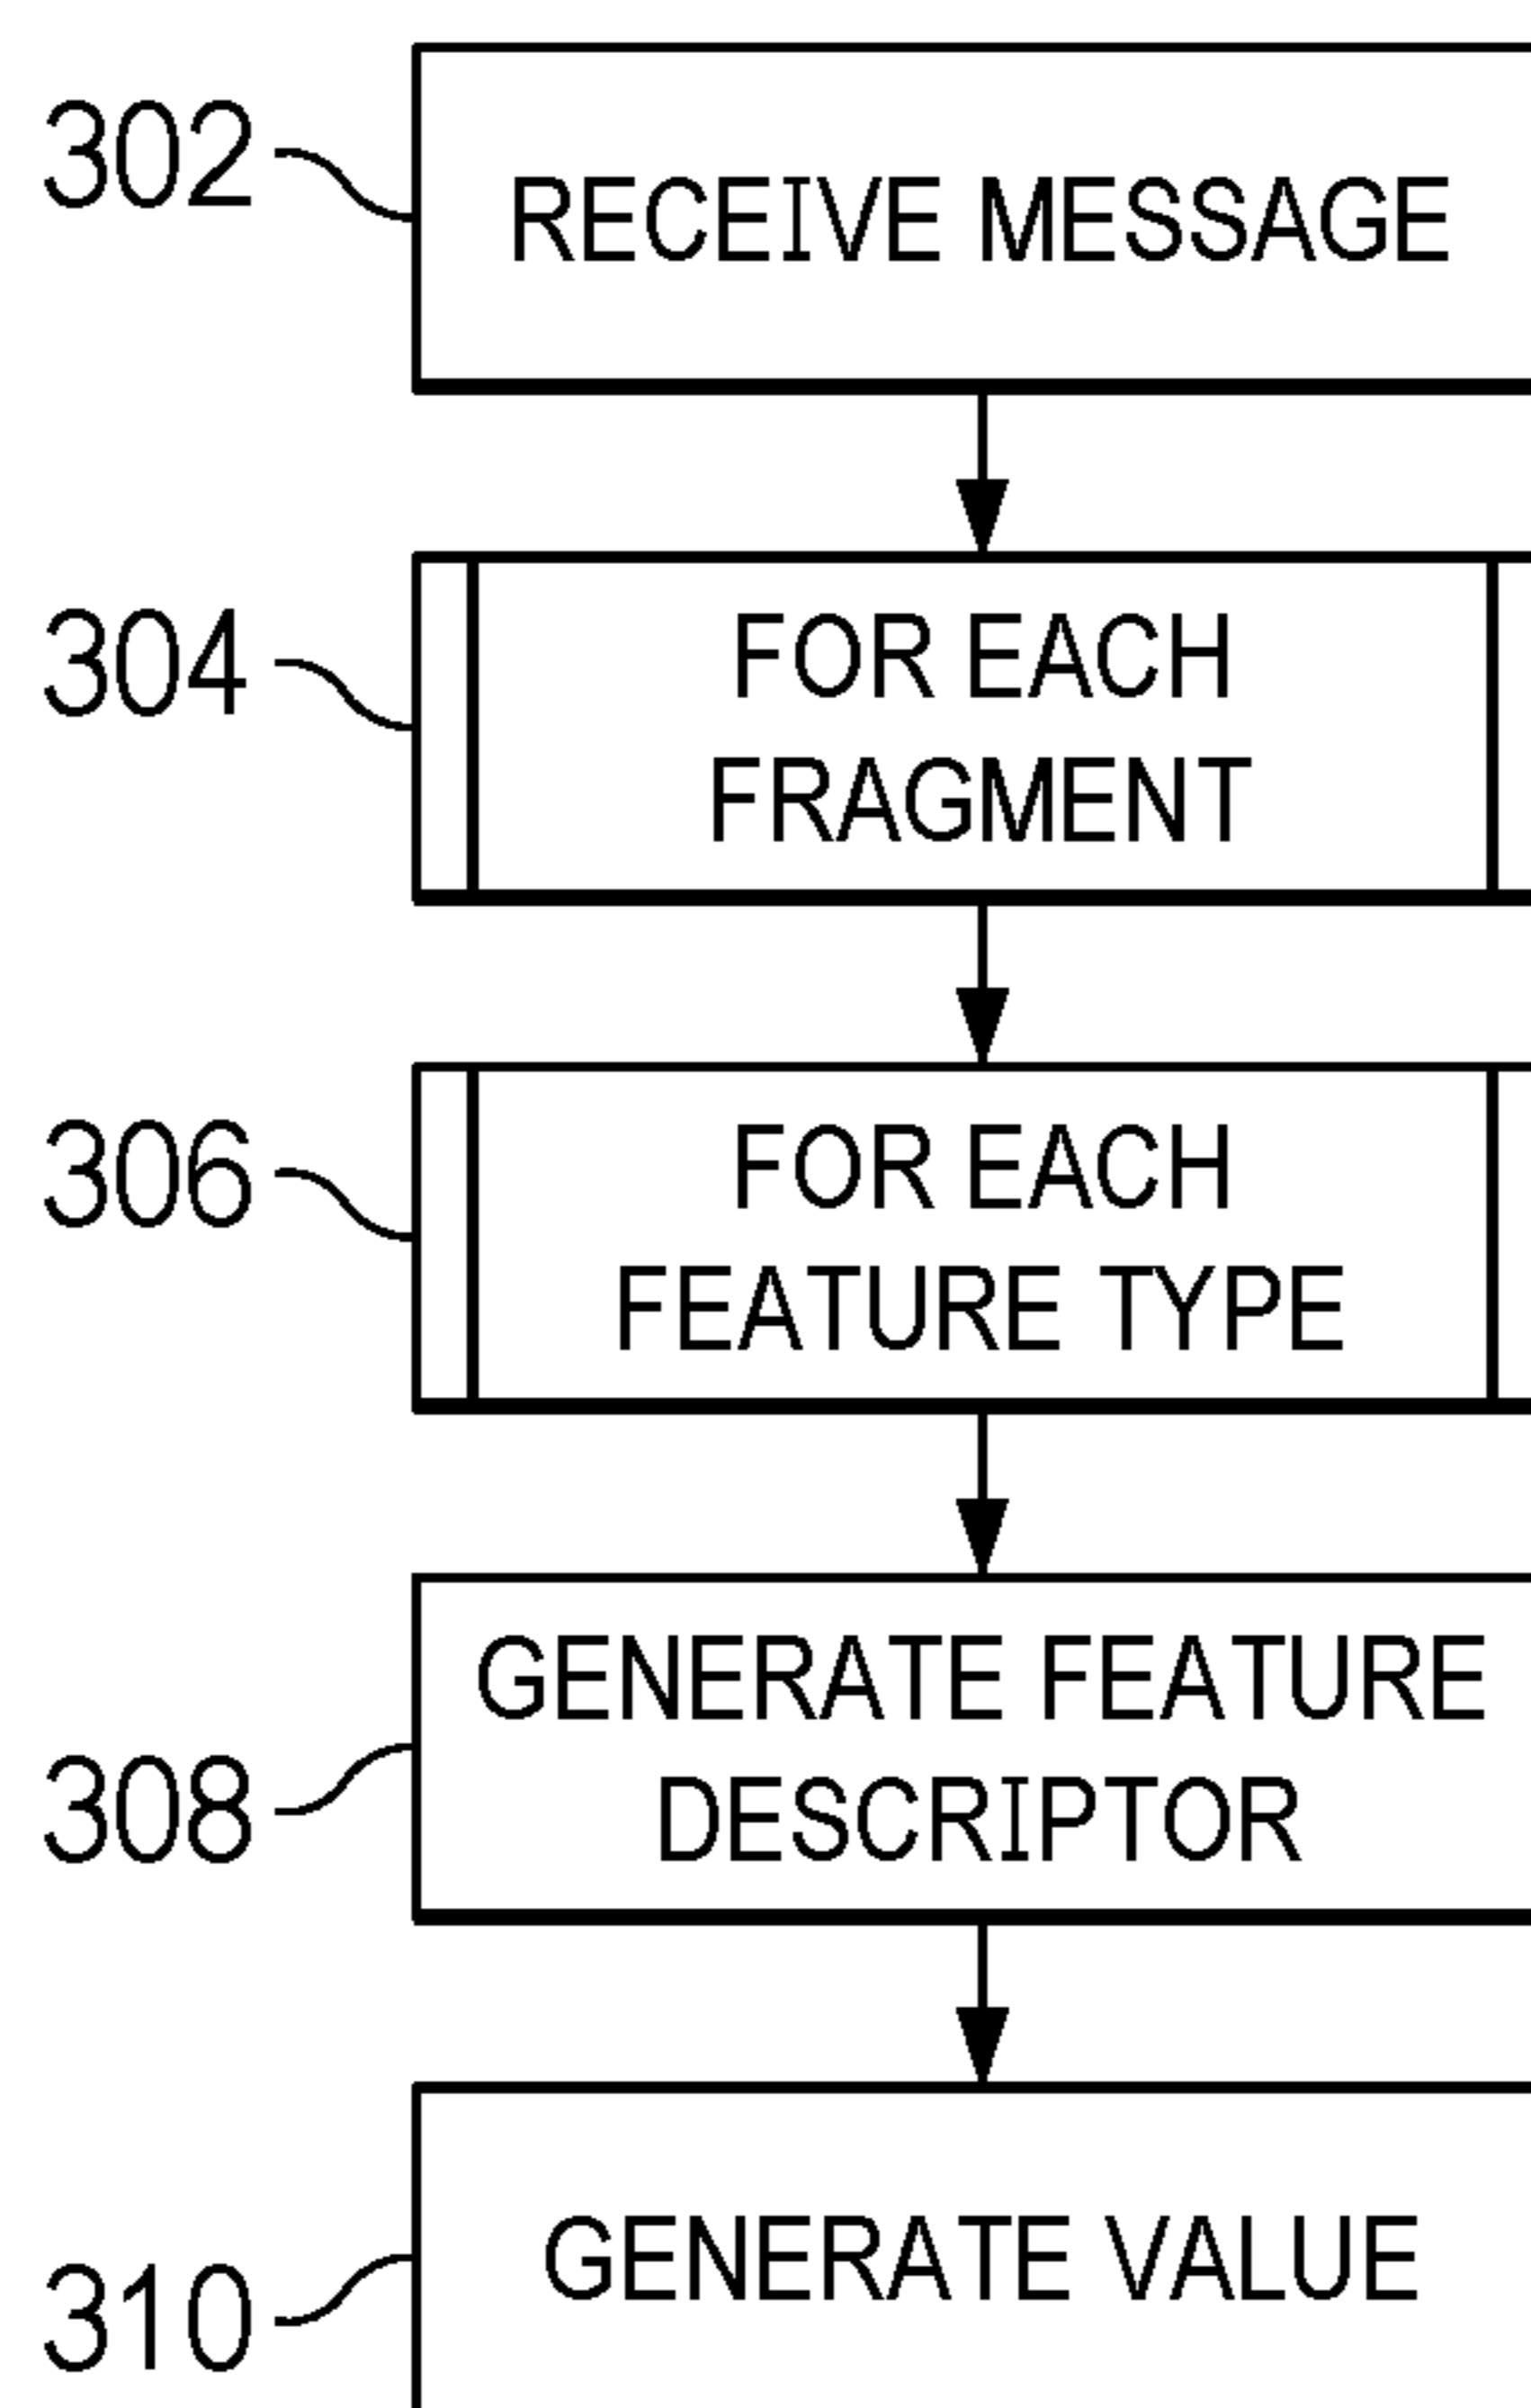 302
RECEIVE MESSAGE
304
FOR EACH
FRAGMENT
306
FOR EACH
FEATURE TYPE
308
GENERATE FEATURE
DESCRIPTOR
310
GENERATE VALUE